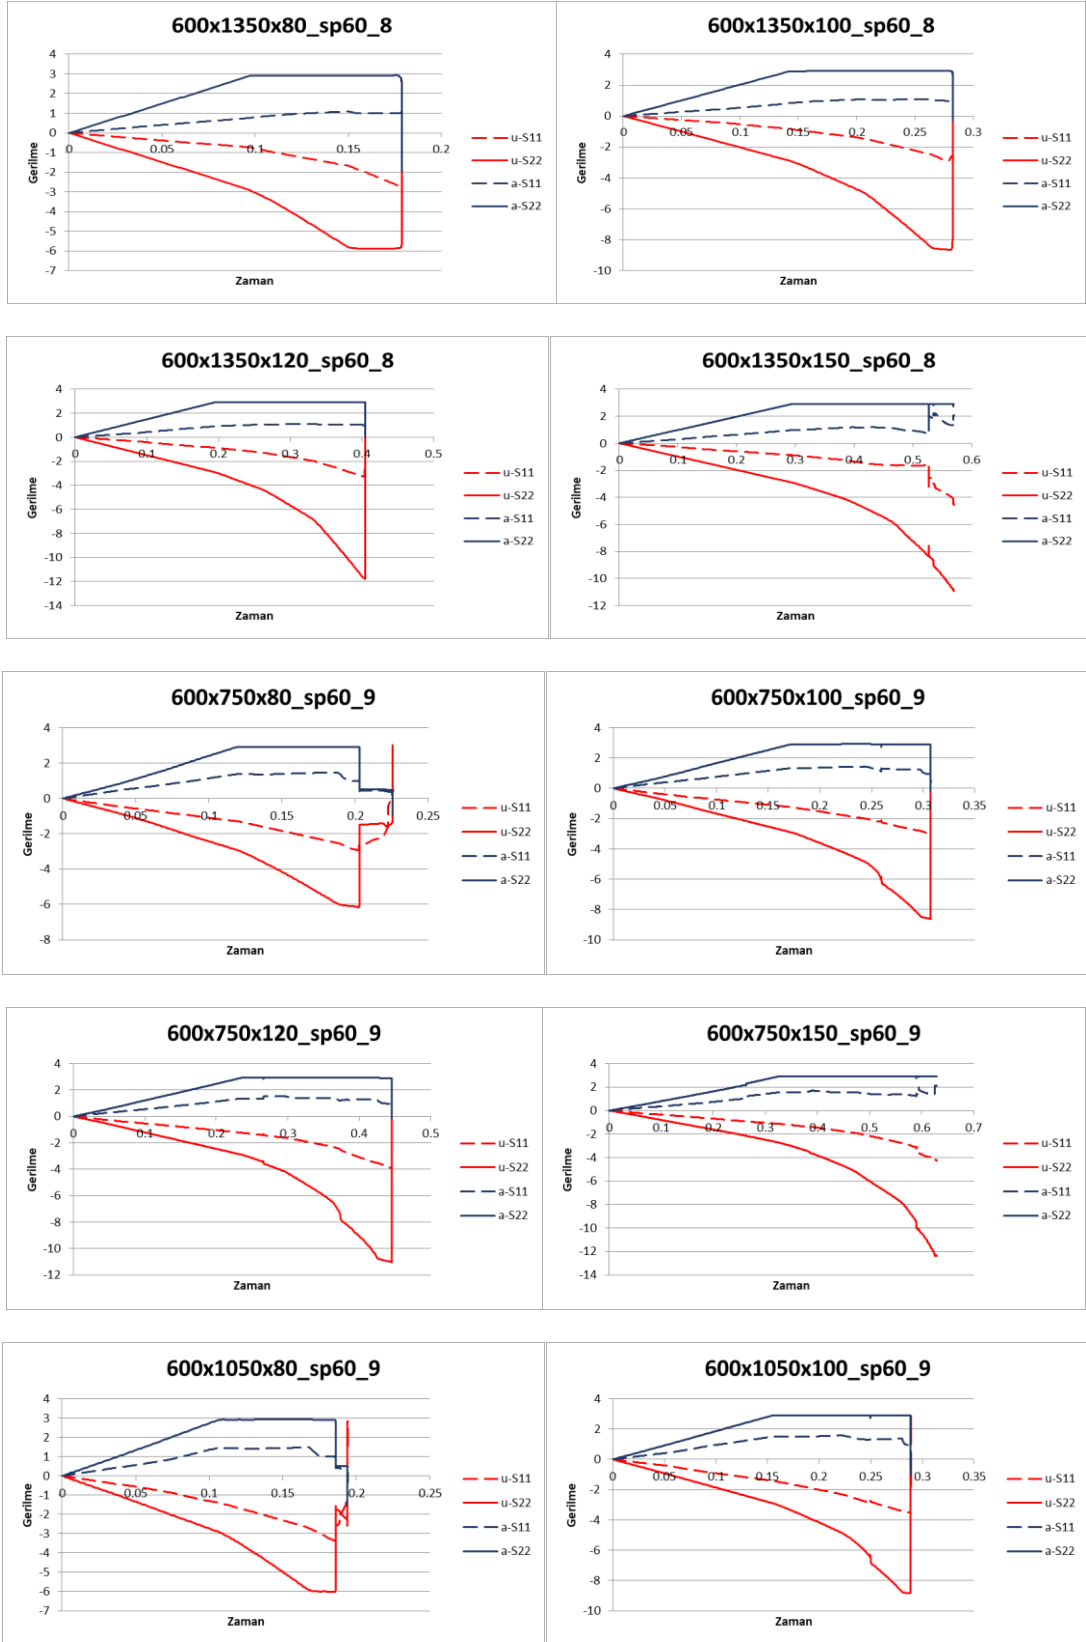 600x1350x80_sp60_8
4
3
2
1
0
-1
-2
-3
-4
-5
-6
-7
0 0.05 0.1 0.15 0.2
Gerilme
Zaman
u-S11
u-S22
a-S11
a-S22
600x1350x100_sp60_8
4
2
0
-2
-4
-6
-8
-10
0 0.05 0.1 0.15 0.2 0.25 0.3
Gerilme
Zaman
u-S11
u-S22
a-S11
a-S22
600x1350x120_sp60_8
4
2
0
-2
-4
-6
-8
-10
-12
-14
0 0.1 0.2 0.3 0.4 0.5
Gerilme
Zaman
u-S11
u-S22
a-S11
a-S22
600x1350x150_sp60_8
4
2
0
-2
-4
-6
-8
-10
-12
0 0.1 0.2 0.3 0.4 0.5 0.6
Gerilme
Zaman
u-S11
u-S22
a-S11
a-S22
600x750x80_sp60_9
4
2
0
-2
-4
-6
-8
0 0.05 0.1 0.15 0.2 0.25
Gerilme
Zaman
u-S11
u-S22
a-S11
a-S22
600x750x100_sp60_9
4
2
0
-2
-4
-6
-8
-10
0 0.05 0.1 0.15 0.2 0.25 0.3 0.35
Gerilme
Zaman
u-S11
u-S22
a-S11
a-S22
600x750x120_sp60_9
4
2
0
-2
-4
-6
-8
-10
-12
0 0.1 0.2 0.3 0.4 0.5
Gerilme
Zaman
u-S11
u-S22
a-S11
a-S22
600x750x150_sp60_9
4
2
0
-2
-4
-6
-8
-10
-12
-14
0 0.1 0.2 0.3 0.4 0.5 0.6 0.7
Gerilme
Zaman
u-S11
u-S22
a-S11
a-S22
600x1050x80_sp60_9
4
3
2
1
0
-1
-2
-3
-4
-5
-6
-7
0 0.05 0.1 0.15 0.2 0.25
Gerilme
Zaman
u-S11
u-S22
a-S11
a-S22
600x1050x100_sp60_9
4
2
0
-2
-4
-6
-8
-10
0 0.05 0.1 0.15 0.2 0.25 0.3 0.35
Gerilme
Zaman
u-S11
u-S22
a-S11
a-S22